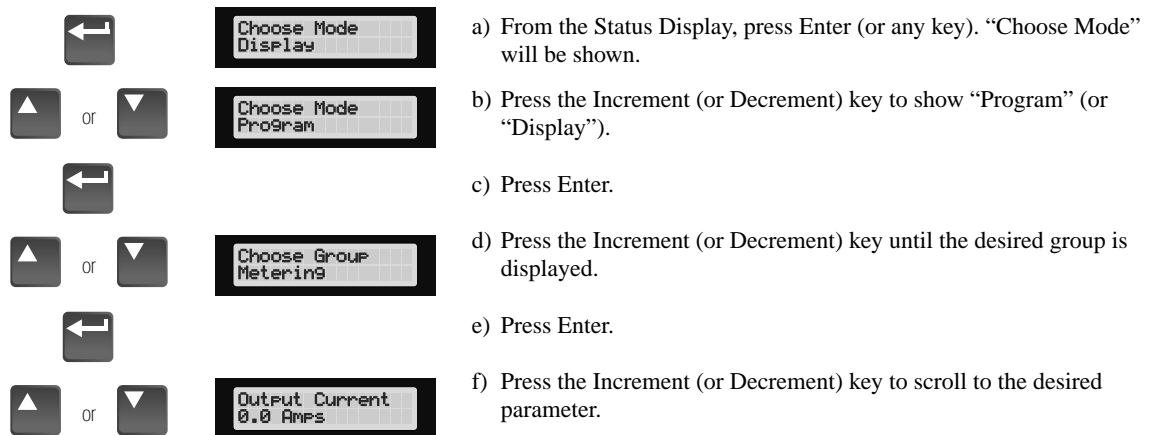 Choose Mode
Display
a) From the Status Display, press Enter (or any key). “Choose Mode”
will be shown.
or
Choose Mode
Program
b) Press the Increment (or Decrement) key to show “Program” (or
“Display”).
c) Press Enter.
or
Choose Group
Metering
d) Press the Increment (or Decrement) key until the desired group is
displayed.
e) Press Enter.
or
Output Current
0.0 Amps
f) Press the Increment (or Decrement) key to scroll to the desired
parameter.